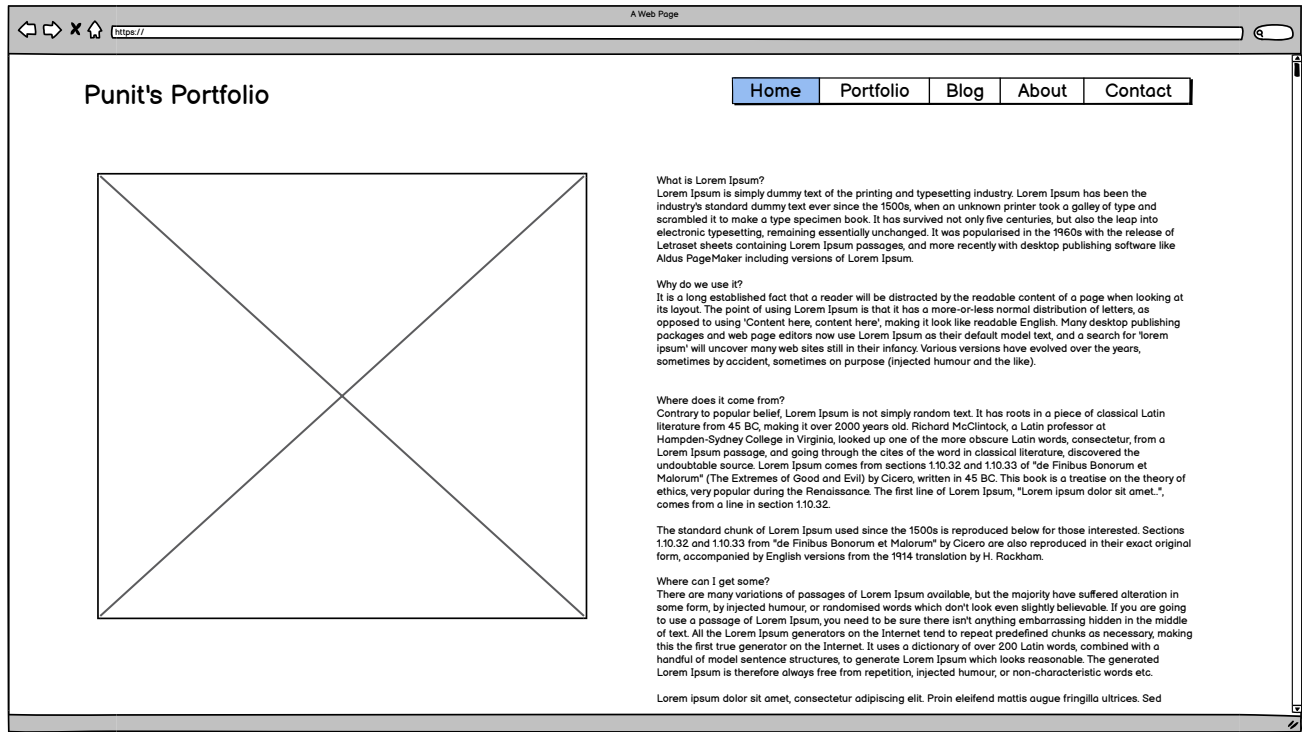 A Web Page
https://
Punit's Portfolio
Home Portfolio Blog About Contact
What is Lorem Ipsum?
Lorem Ipsum is simply dummy text of the printing and typesetting industry. Lorem Ipsum has been the
industry's standard dummy text ever since the 1500s, when an unknown printer took a galley of type and
scrambled it to make a type specimen book. It has survived not only five centuries, but also the leap into
electronic typesetting, remaining essentially unchanged. It was popularised in the 1960s with the release of
Letraset sheets containing Lorem Ipsum passages, and more recently with desktop publishing software like
Aldus PageMaker including versions of Lorem Ipsum.
Why do we use it?
It is a long established fact that a reader will be distracted by the readable content of a page when looking at
its layout. The point of using Lorem Ipsum is that it has a more-or-less normal distribution of letters, as
opposed to using 'Content here, content here', making it look like readable English. Many desktop publishing
packages and web page editors now use Lorem Ipsum as their default model text, and a search for 'lorem
ipsum' will uncover many web sites still in their infancy. Various versions have evolved over the years,
sometimes by accident, sometimes on purpose (injected humour and the like).
Where does it come from?
Contrary to popular belief, Lorem Ipsum is not simply random text. It has roots in a piece of classical Latin
literature from 45 BC, making it over 2000 years old. Richard McClintock, a Latin professor at
Hampden-Sydney College in Virginia, looked up one of the more obscure Latin words, consectetur, from a
Lorem Ipsum passage, and going through the cites of the word in classical literature, discovered the
undoubtable source. Lorem Ipsum comes from sections 1.10.32 and 1.10.33 of "de Finibus Bonorum et
Malorum" (The Extremes of Good and Evil) by Cicero, written in 45 BC. This book is a treatise on the theory of
ethics, very popular during the Renaissance. The first line of Lorem Ipsum, "Lorem ipsum dolor sit amet..",
comes from a line in section 1.10.32.
The standard chunk of Lorem Ipsum used since the 1500s is reproduced below for those interested. Sections
1.10.32 and 1.10.33 from "de Finibus Bonorum et Malorum" by Cicero are also reproduced in their exact original
form, accompanied by English versions from the 1914 translation by H. Rackham.
Where can I get some?
There are many variations of passages of Lorem Ipsum available, but the majority have suffered alteration in
some form, by injected humour, or randomised words which don't look even slightly believable. If you are going
to use a passage of Lorem Ipsum, you need to be sure there isn't anything embarrassing hidden in the middle
of text. All the Lorem Ipsum generators on the Internet tend to repeat predefined chunks as necessary, making
this the first true generator on the Internet. It uses a dictionary of over 200 Latin words, combined with a
handful of model sentence structures, to generate Lorem Ipsum which looks reasonable. The generated
Lorem Ipsum is therefore always free from repetition, injected humour, or non-characteristic words etc.
Lorem ipsum dolor sit amet, consectetur adipiscing elit. Proin eleifend mattis augue fringilla ultrices. Sed